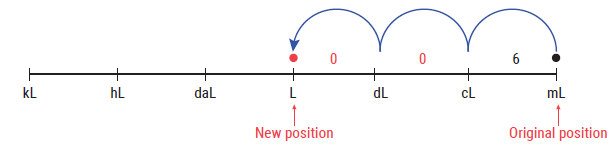 0 0 6
kL hL daL L dL cL mL
New position Original position